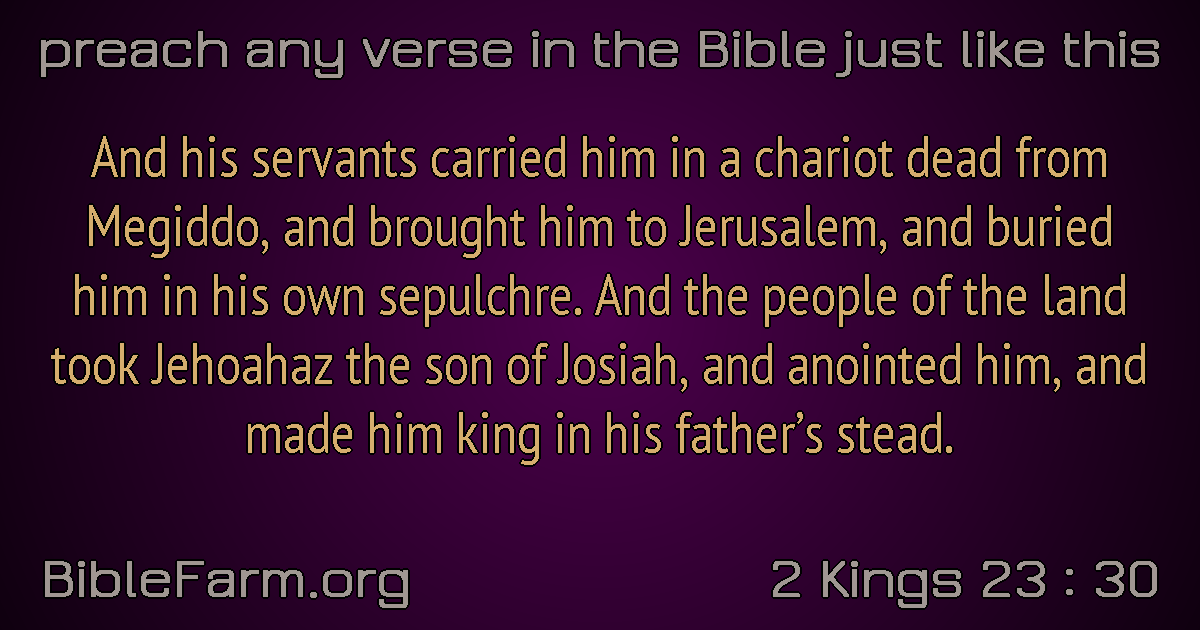 preach any verse in the Bible just like this
And his servants carried him in a chariot dead from
Megiddo, and brought him to Jerusalem, and buried
him in his own sepulchre. And the people of the land
took Jehoahaz the son of Josiah, and anointed him, and
made him king in his father’s stead.
BibleFarm.org
2 Kings 23 : 30